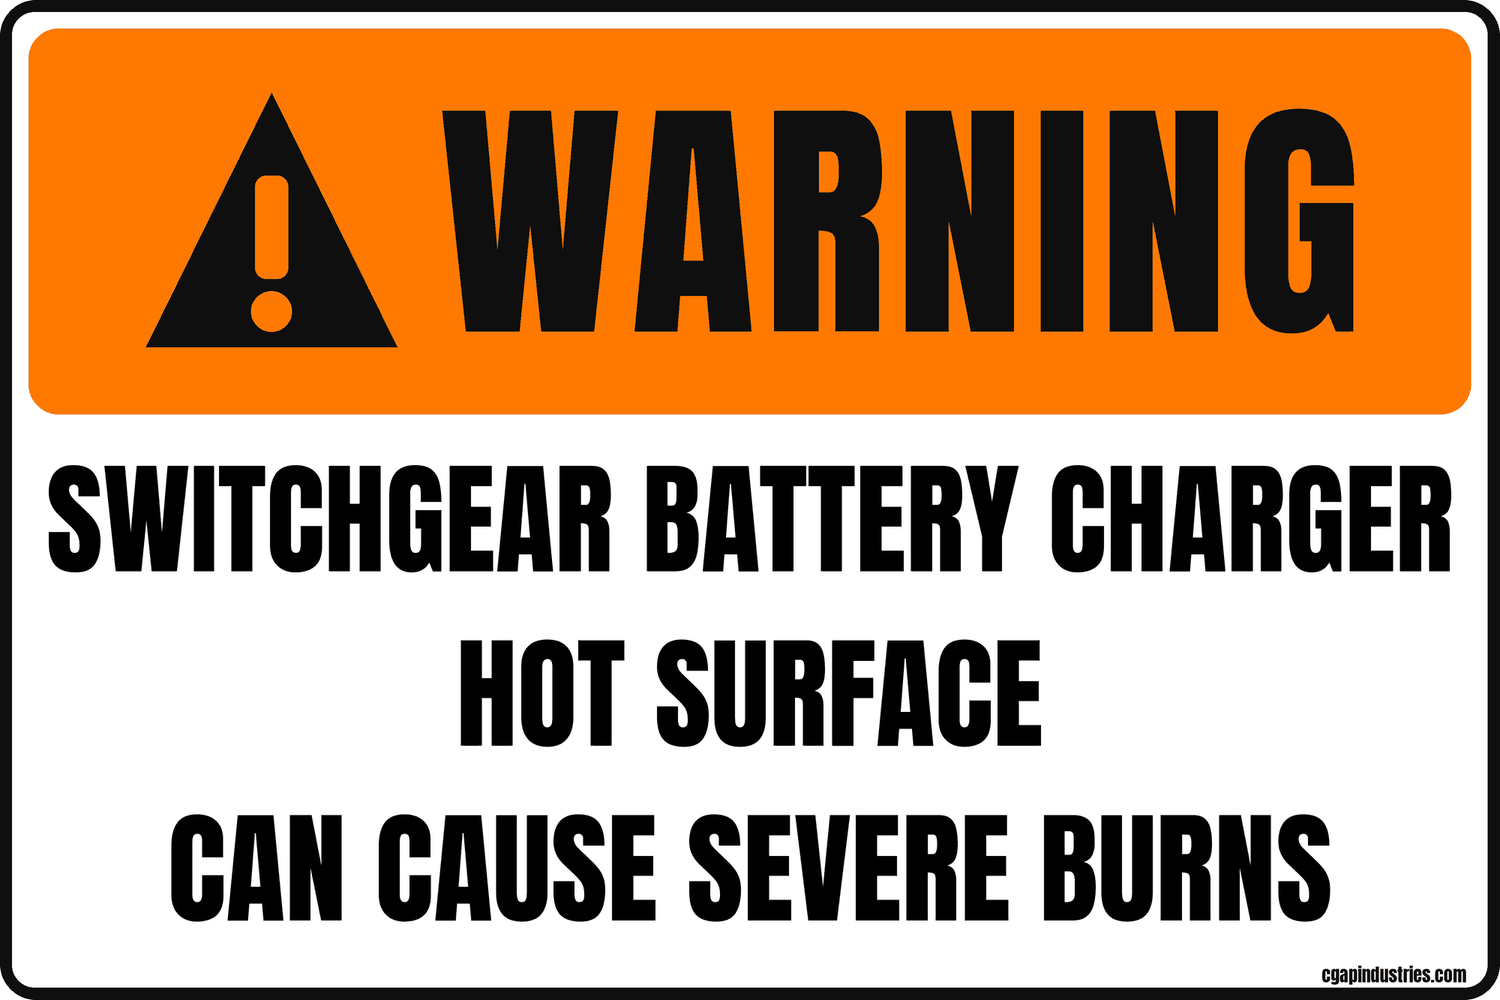 WARNING
SWITCHGEAR BATTERY CHARGER
HOT SURFACE
CAN CAUSE SEVERE BURNS
cgapindustries.com